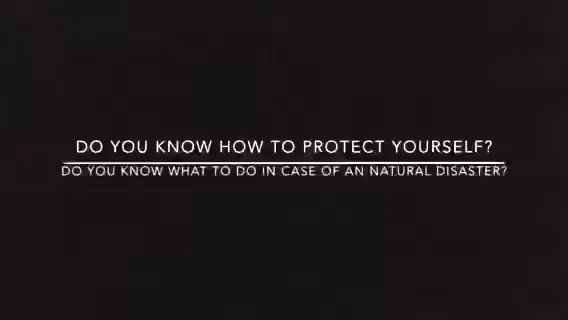 DO YOU KNOW HOW TO PROTECT YOURSELF?
DO YOU KNOW WHAT TO DO IN CASE OF AN NATURAL DISASTER?